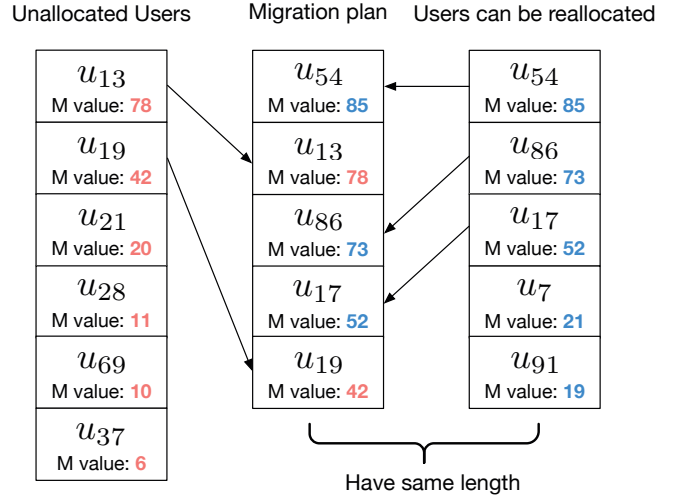 Unallocated Users
u13
M value: 78
u19
M value: 42
u21
M value: 20
u28
M value: 11
u69
M value: 10
u37
M value: 6
Migration plan
u54
M value: 85
u13
M value: 78
u86
M value: 73
u17
M value: 52
u19
M value: 42
Users can be reallocated
u54
M value: 85
u86
M value: 73
u17
M value: 52
u7
M value: 21
u91
M value: 19
Have same length